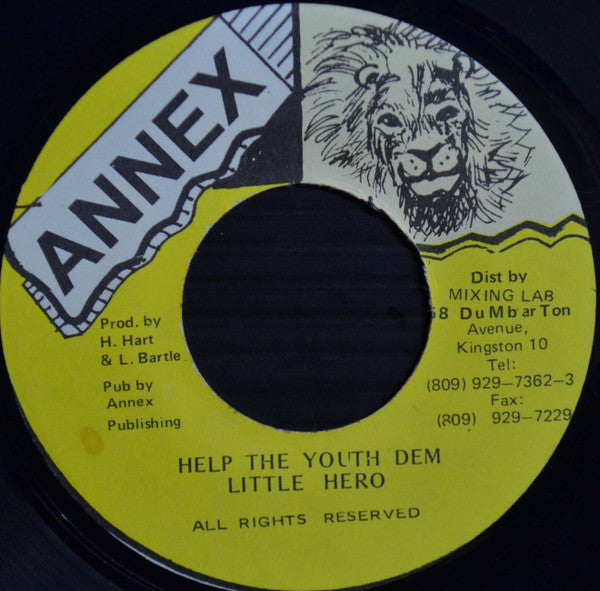 ANNEX
Prod. by
H. Hart
& L. Bartle
Pub by
Annex
Publishing
Dist by
MIXING LAB
58 DuMbarTon
Avenue,
Kingston 10
Tel:
(809) 929-7362-3
Fax:
(809) 929-7229
HELP THE YOUTH DEM
LITTLE HERO
ALL RIGHTS RESERVED